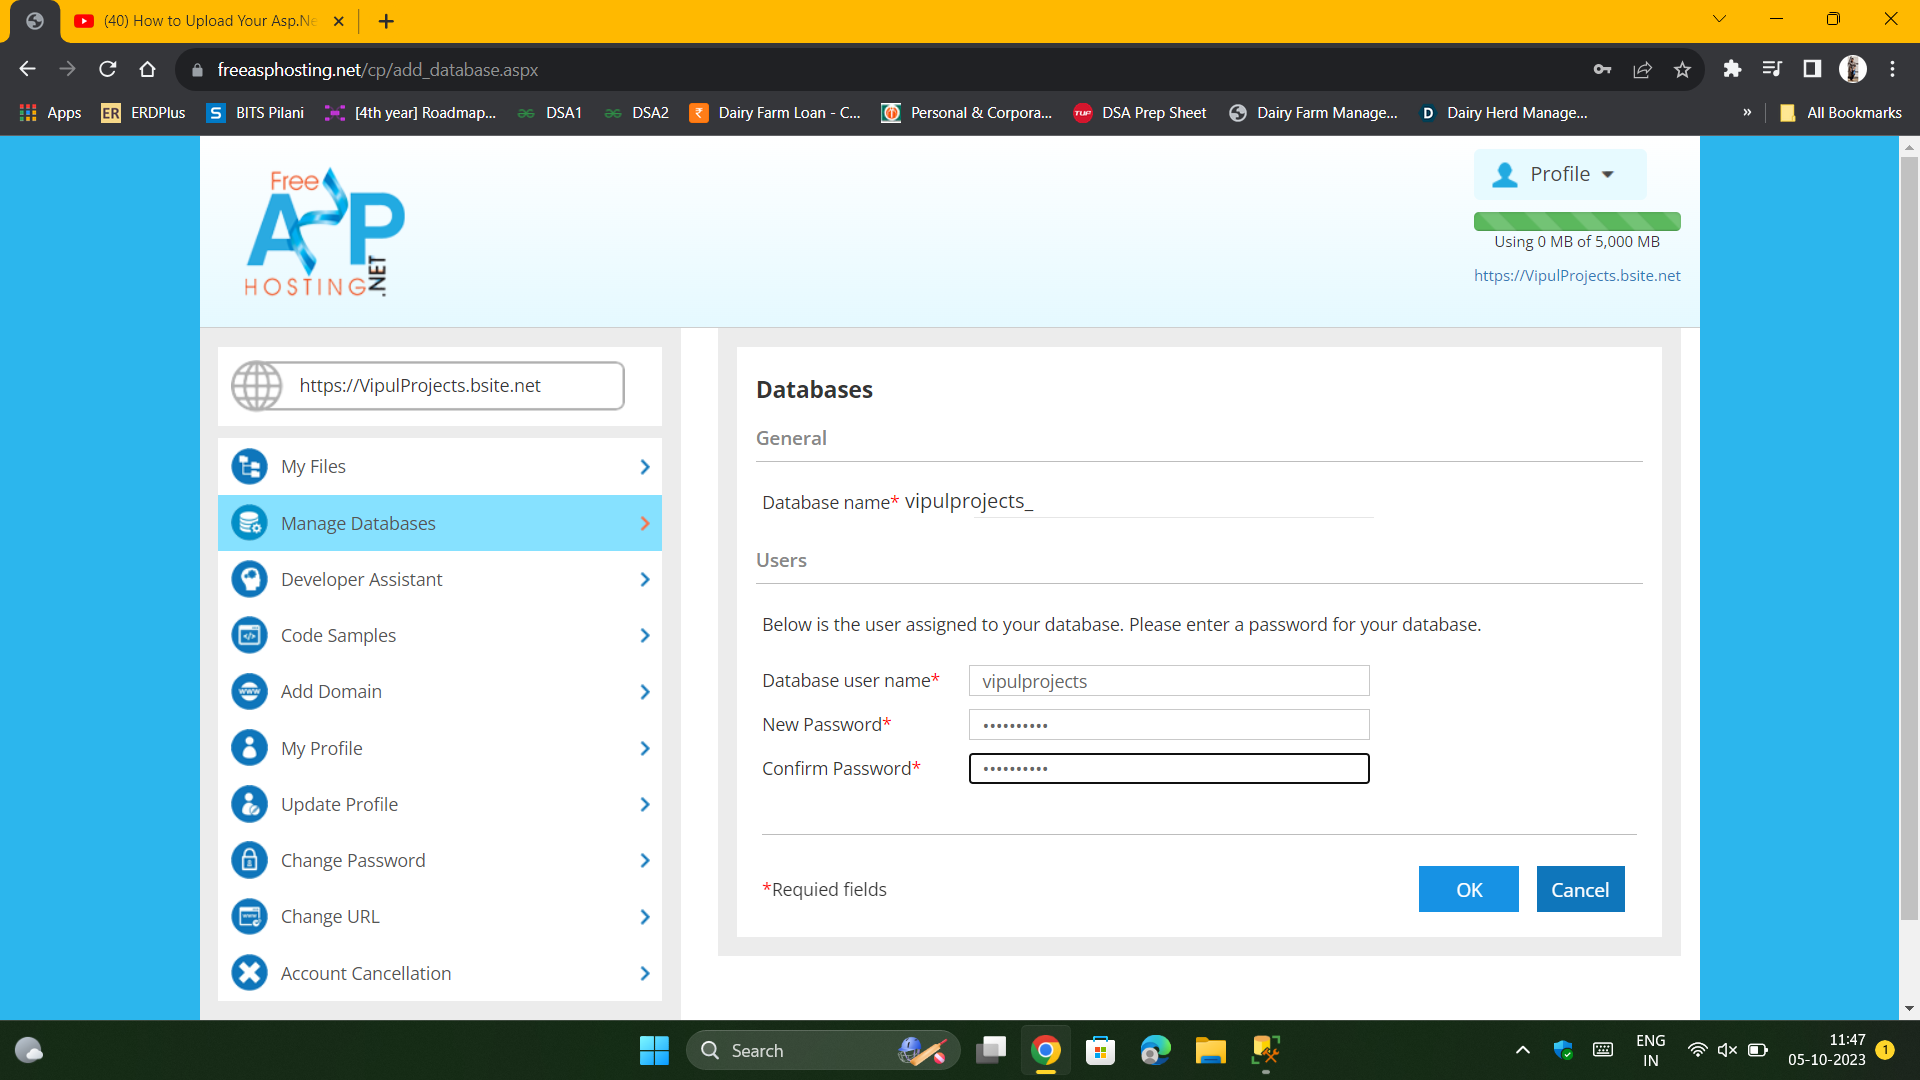 (40) How to Upload Your Asp.Ne
freeasphosting.net/cp/add_database.aspx
Apps
ER ERDPlus
S BITS Pilani
[4th year] Roadmap...
DSA1
DSA2
₹ Dairy Farm Loan - C...
Personal & Corpora...
TUF DSA Prep Sheet
Dairy Farm Manage...
D Dairy Herd Manage...
»
All Bookmarks
Free
ASP
HOSTING
.NET
Profile
Using 0 MB of 5,000 MB
https://VipulProjects.bsite.net
https://VipulProjects.bsite.net
My Files
Manage Databases
Developer Assistant
Code Samples
www Add Domain
My Profile
Update Profile
Change Password
Change URL
Account Cancellation
Databases
General
Database name* vipulprojects_
Users
Below is the user assigned to your database. Please enter a password for your database.
Database user name* vipulprojects
New Password* ••••••••••
Confirm Password* ••••••••••
*Requied fields
OK
Cancel
Search
ENG
IN
11:47
05-10-2023
1